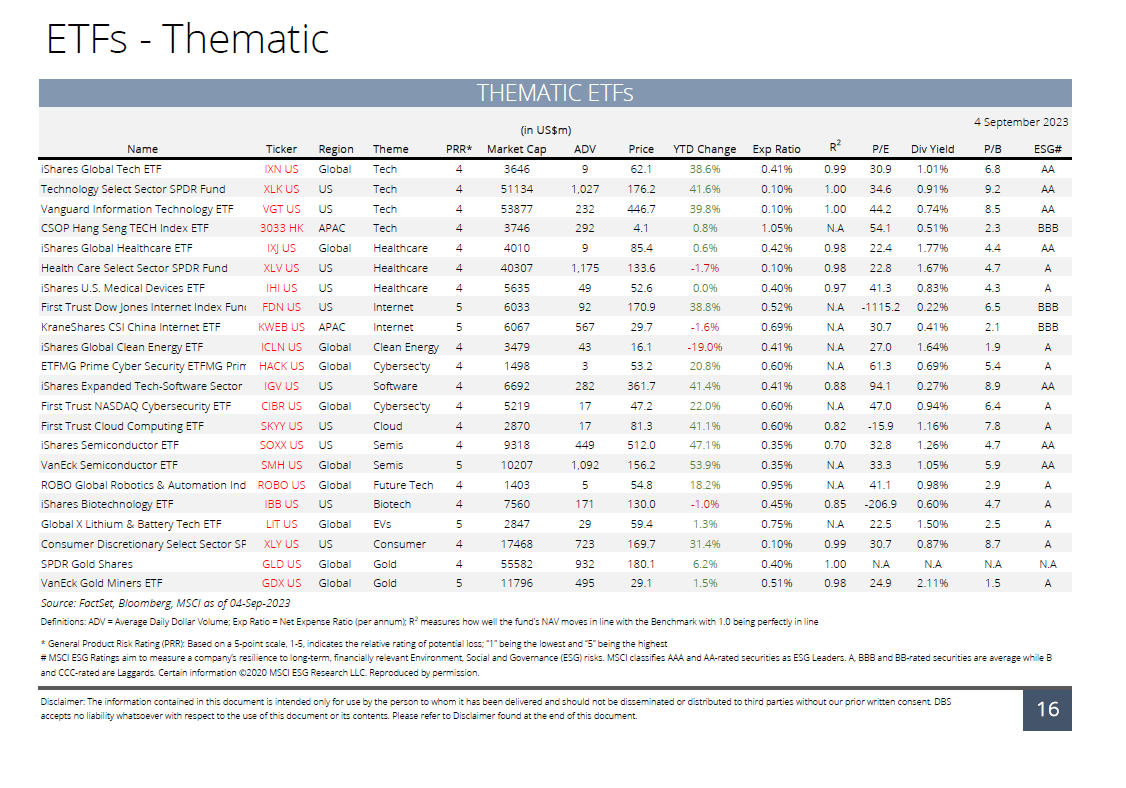 ETFs - Thematic
THEMATIC ETFs
4 September 2023
(in US$m)
Name Ticker Region Theme PRR* Market Cap ADV Price YTD Change Exp Ratio R² P/E Div Yield P/B ESG#
iShares Global Tech ETF IXN US Global Tech 4 3646 9 62.1 38.6% 0.41% 0.99 30.9 1.01% 6.8 AA
Technology Select Sector SPDR Fund XLK US US Tech 4 51134 1,027 176.2 41.6% 0.10% 1.00 34.6 0.91% 9.2 AA
Vanguard Information Technology ETF VGT US US Tech 4 53877 232 446.7 39.8% 0.10% 1.00 44.2 0.74% 8.5 AA
CSOP Hang Seng TECH Index ETF 3033 HK APAC Tech 4 3746 292 4.1 0.8% 1.05% N.A 54.1 0.51% 2.3 BBB
iShares Global Healthcare ETF IXJ US Global Healthcare 4 4010 9 85.4 0.6% 0.42% 0.98 22.4 1.77% 4.4 AA
Health Care Select Sector SPDR Fund XLV US US Healthcare 4 40307 1,175 133.6 -1.7% 0.10% 0.98 22.8 1.67% 4.7 A
iShares U.S. Medical Devices ETF IHI US US Healthcare 4 5635 49 52.6 0.0% 0.40% 0.97 41.3 0.83% 4.3 A
First Trust Dow Jones Internet Index Fund FDN US US Internet 5 6033 92 170.9 38.8% 0.52% N.A -1115.2 0.22% 6.5 BBB
KraneShares CSI China Internet ETF KWEB US APAC Internet 5 6067 567 29.7 -1.6% 0.69% N.A 30.7 0.41% 2.1 BBB
iShares Global Clean Energy ETF ICLN US Global Clean Energy 4 3479 43 16.1 -19.0% 0.41% N.A 27.0 1.64% 1.9 A
ETFMG Prime Cyber Security ETFMG Prim HACK US Global Cybersec'ty 4 1498 3 53.2 20.8% 0.60% N.A 61.3 0.69% 5.4 A
iShares Expanded Tech-Software Sector IGV US US Software 4 6692 282 361.7 41.4% 0.41% 0.88 94.1 0.27% 8.9 AA
First Trust NASDAQ Cybersecurity ETF CIBR US Global Cybersec'ty 4 5219 17 47.2 22.0% 0.60% N.A 47.0 0.94% 6.4 A
First Trust Cloud Computing ETF SKYY US US Cloud 4 2870 17 81.3 41.1% 0.60% 0.82 -15.9 1.16% 7.8 A
iShares Semiconductor ETF SOXX US US Semis 4 9318 449 512.0 47.1% 0.35% 0.70 32.8 1.26% 4.7 AA
VanEck Semiconductor ETF SMH US Global Semis 5 10207 1,092 156.2 53.9% 0.35% N.A 33.3 1.05% 5.9 AA
ROBO Global Robotics & Automation Ind ROBO US Global Future Tech 4 1403 5 54.8 18.2% 0.95% N.A 41.1 0.98% 2.9 A
iShares Biotechnology ETF IBB US US Biotech 4 7560 171 130.0 -1.0% 0.45% 0.85 -206.9 0.60% 4.7 A
Global X Lithium & Battery Tech ETF LIT US Global EVs 5 2847 29 59.4 1.3% 0.75% N.A 22.5 1.50% 2.5 A
Consumer Discretionary Select Sector SP XLY US US Consumer 4 17468 723 169.7 31.4% 0.10% 0.99 30.7 0.87% 8.7 A
SPDR Gold Shares GLD US Global Gold 4 55582 932 180.1 6.2% 0.40% 1.00 N.A N.A N.A N.A
VanEck Gold Miners ETF GDX US Global Gold 5 11796 495 29.1 1.5% 0.51% 0.98 24.9 2.11% 1.5 A
Source: FactSet, Bloomberg, MSCI as of 04-Sep-2023
Definitions: ADV = Average Daily Dollar Volume; Exp Ratio = Net Expense Ratio (per annum); R² measures how well the fund's NAV moves in line with the Benchmark with 1.0 being perfectly in line
* General Product Risk Rating (PRR): Based on a 5-point scale, 1-5, indicates the relative rating of potential loss; "1" being the lowest and "5" being the highest
# MSCI ESG Ratings aim to measure a company's resilience to long-term, financially relevant Environment, Social and Governance (ESG) risks. MSCI classifies AAA and AA-rated securities as ESG Leaders. A, BBB and BB-rated securities are average while B
and CCC-rated are Laggards. Certain information ©2020 MSCI ESG Research LLC. Reproduced by permission.
Disclaimer: The information contained in this document is intended only for use by the person to whom it has been delivered and should not be disseminated or distributed to third parties without our prior written consent. DBS
accepts no liability whatsoever with respect to the use of this document or its contents. Please refer to Disclaimer found at the end of this document.
16